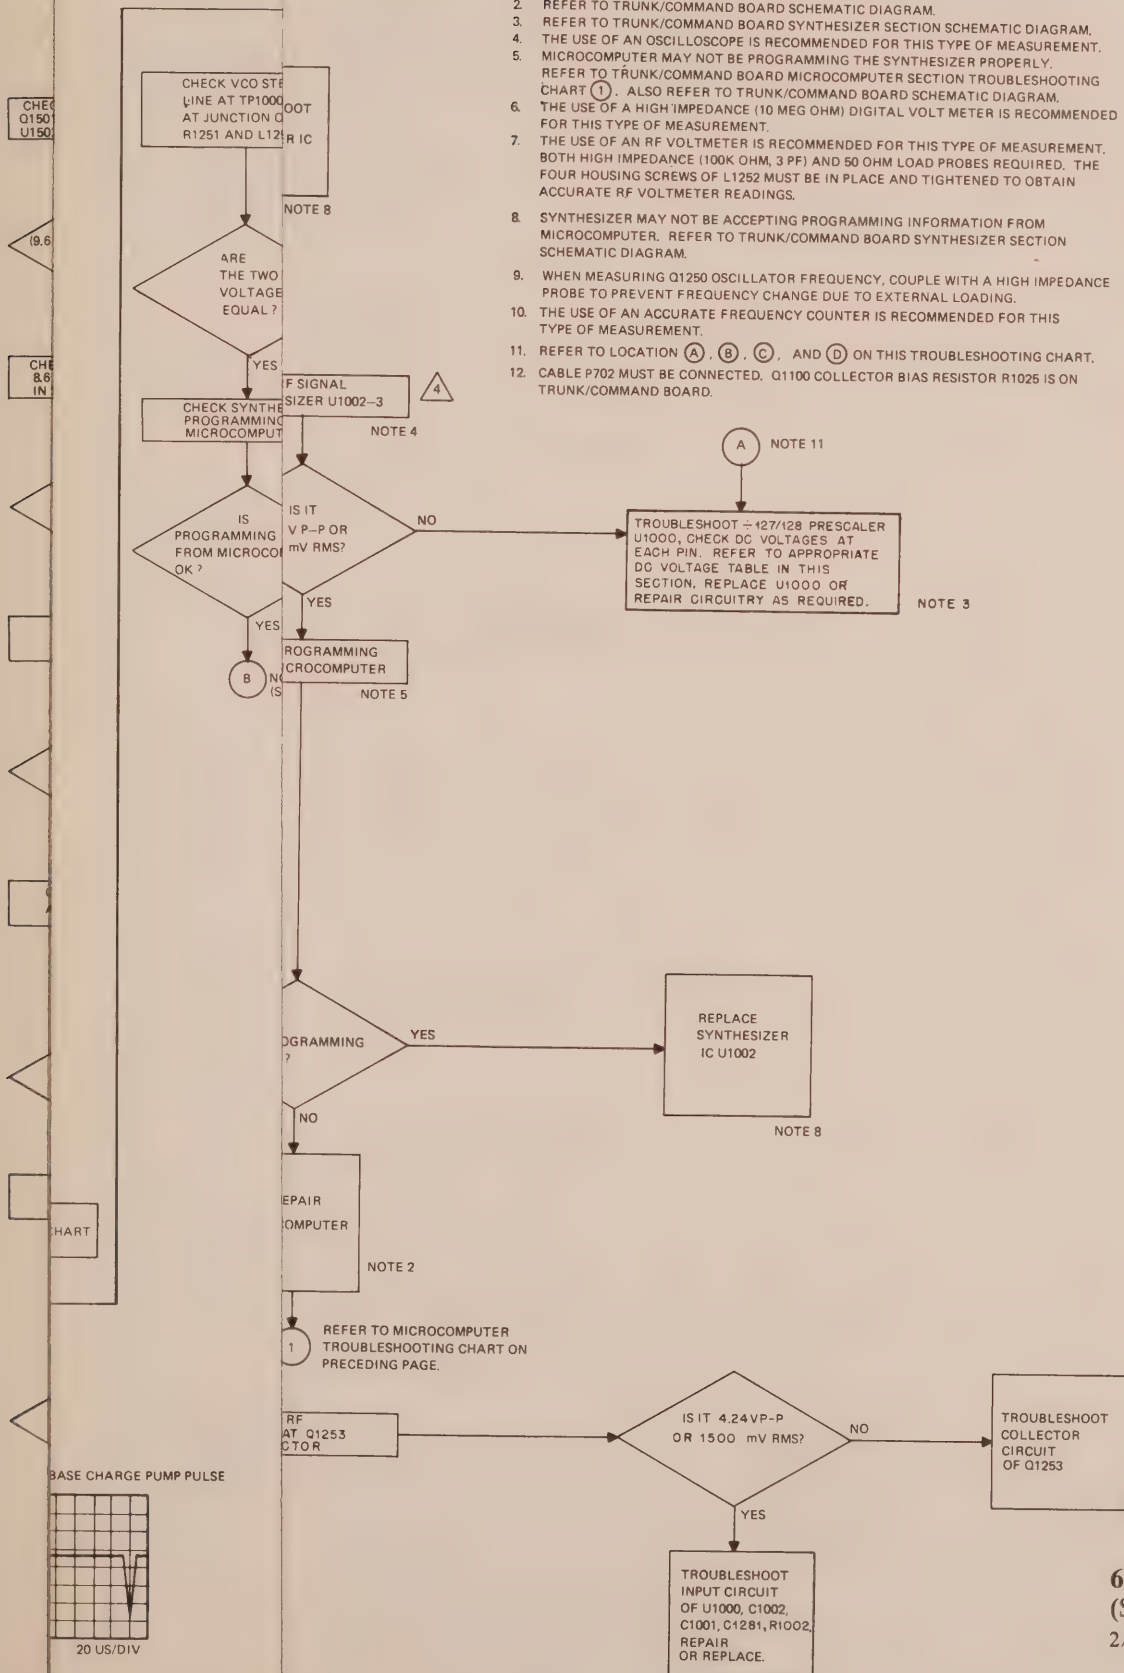 2. REFER TO TRUNK/COMMAND BOARD SCHEMATIC DIAGRAM.
3. REFER TO TRUNK/COMMAND BOARD SYNTHESIZER SECTION SCHEMATIC DIAGRAM.
4. THE USE OF AN OSCILLOSCOPE IS RECOMMENDED FOR THIS TYPE OF MEASUREMENT.
5. MICROCOMPUTER MAY NOT BE PROGRAMMING THE SYNTHESIZER PROPERLY.
REFER TO TRUNK/COMMAND BOARD MICROCOMPUTER SECTION TROUBLESHOOTING
CHART 1. ALSO REFER TO TRUNK/COMMAND BOARD SCHEMATIC DIAGRAM.
6. THE USE OF A HIGH IMPEDANCE (10 MEG OHM) DIGITAL VOLT METER IS RECOMMENDED
FOR THIS TYPE OF MEASUREMENT.
7. THE USE OF AN RF VOLTMETER IS RECOMMENDED FOR THIS TYPE OF MEASUREMENT.
BOTH HIGH IMPEDANCE (100K OHM, 3 PF) AND 50 OHM LOAD PROBES REQUIRED. THE
FOUR HOUSING SCREWS OF L1252 MUST BE IN PLACE AND TIGHTENED TO OBTAIN
ACCURATE RF VOLTMETER READINGS.
8. SYNTHESIZER MAY NOT BE ACCEPTING PROGRAMMING INFORMATION FROM
MICROCOMPUTER. REFER TO TRUNK/COMMAND BOARD SYNTHESIZER SECTION
SCHEMATIC DIAGRAM.
9. WHEN MEASURING Q1250 OSCILLATOR FREQUENCY, COUPLE WITH A HIGH IMPEDANCE
PROBE TO PREVENT FREQUENCY CHANGE DUE TO EXTERNAL LOADING.
10. THE USE OF AN ACCURATE FREQUENCY COUNTER IS RECOMMENDED FOR THIS
TYPE OF MEASUREMENT.
11. REFER TO LOCATION A, B, C, AND D ON THIS TROUBLESHOOTING CHART.
12. CABLE P702 MUST BE CONNECTED. Q1100 COLLECTOR BIAS RESISTOR R1025 IS ON
TRUNK/COMMAND BOARD.
CHEC
Q1501
U1502
(9.6
CHE
8.6
IN
HART
CHECK VCO STE
LINE AT TP1000
AT JUNCTION O
R1251 AND L125
OOT
R IC
NOTE 8
ARE
THE TWO
VOLTAGE
EQUAL?
YES
CHECK SYNTHE
PROGRAMMING
MICROCOMPUT
F SIGNAL
SIZER U1002-3
4
NOTE 4
IS
PROGRAMMING
FROM MICROCO
OK?
YES
B
NO
(S
IS IT
V P-P OR
mV RMS?
NO
YES
A
NOTE 11
TROUBLESHOOT ÷127/128 PRESCALER
U1000, CHECK DC VOLTAGES AT
EACH PIN. REFER TO APPROPRIATE
DC VOLTAGE TABLE IN THIS
SECTION. REPLACE U1000 OR
REPAIR CIRCUITRY AS REQUIRED.
NOTE 3
ROGRAMMING
CROCOMPUTER
NOTE 5
OGRAMMING
?
YES
NO
REPLACE
SYNTHESIZER
IC U1002
NOTE 8
EPAIR
OMPUTER
NOTE 2
1
REFER TO MICROCOMPUTER
TROUBLESHOOTING CHART ON
PRECEDING PAGE.
RF
AT Q1253
CTOR
IS IT 4.24VP-P
OR 1500 mV RMS?
NO
YES
TROUBLESHOOT
COLLECTOR
CIRCUIT
OF Q1253
TROUBLESHOOT
INPUT CIRCUIT
OF U1000, C1002,
C1001, C1281, R1002,
REPAIR
OR REPLACE.
BASE CHARGE PUMP PULSE
20 US/DIV
6
(S
2